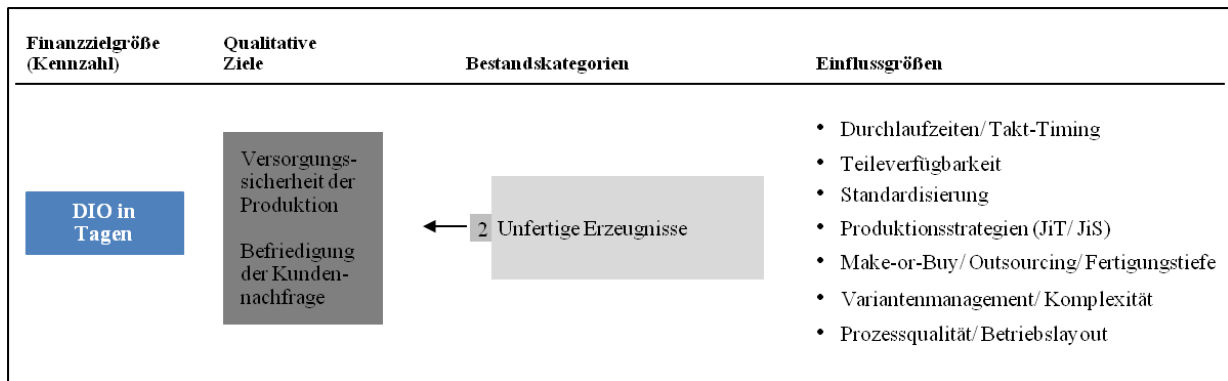 Finanzzielgröße
(Kennzahl)
Qualitative
Ziele
Bestandskategorien
Einflussgrößen
DIO in
Tagen
Versorgungs-
sicherheit der
Produktion
Befriedigung
der Kunden-
nachfrage
2 Unfertige Erzeugnisse
• Durchlaufzeiten/ Takt-Timing
• Teileverfügbarkeit
• Standardisierung
• Produktionsstrategien (JiT/ JiS)
• Make-or-Buy/ Outsourcing/ Fertigungstiefe
• Variantenmanagement/ Komplexität
• Prozessqualität/ Betriebslayout